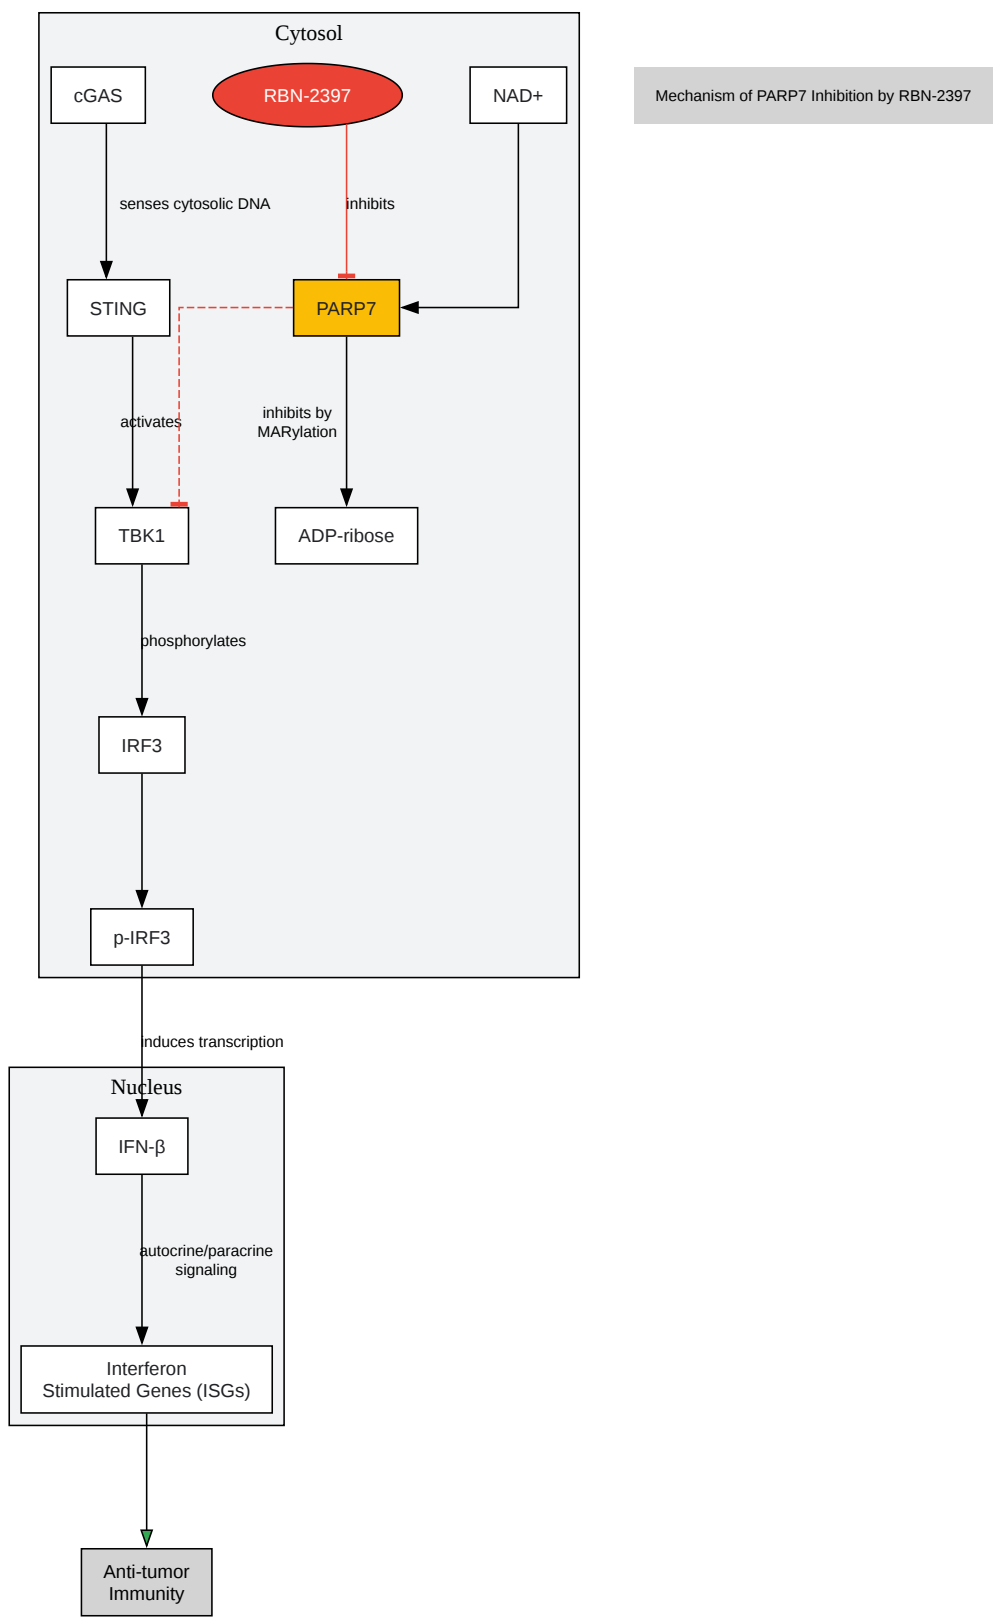 Cytosol
cGAS
RBN-2397
NAD+
Mechanism of PARP7 Inhibition by RBN-2397
senses cytosolic DNA
inhibits
STING
PARP7
activates
inhibits by
MARylation
TBK1
ADP-ribose
phosphorylates
IRF3
p-IRF3
induces transcription
Nucleus
IFN-β
autocrine/paracrine
signaling
Interferon
Stimulated Genes (ISGs)
Anti-tumor
Immunity